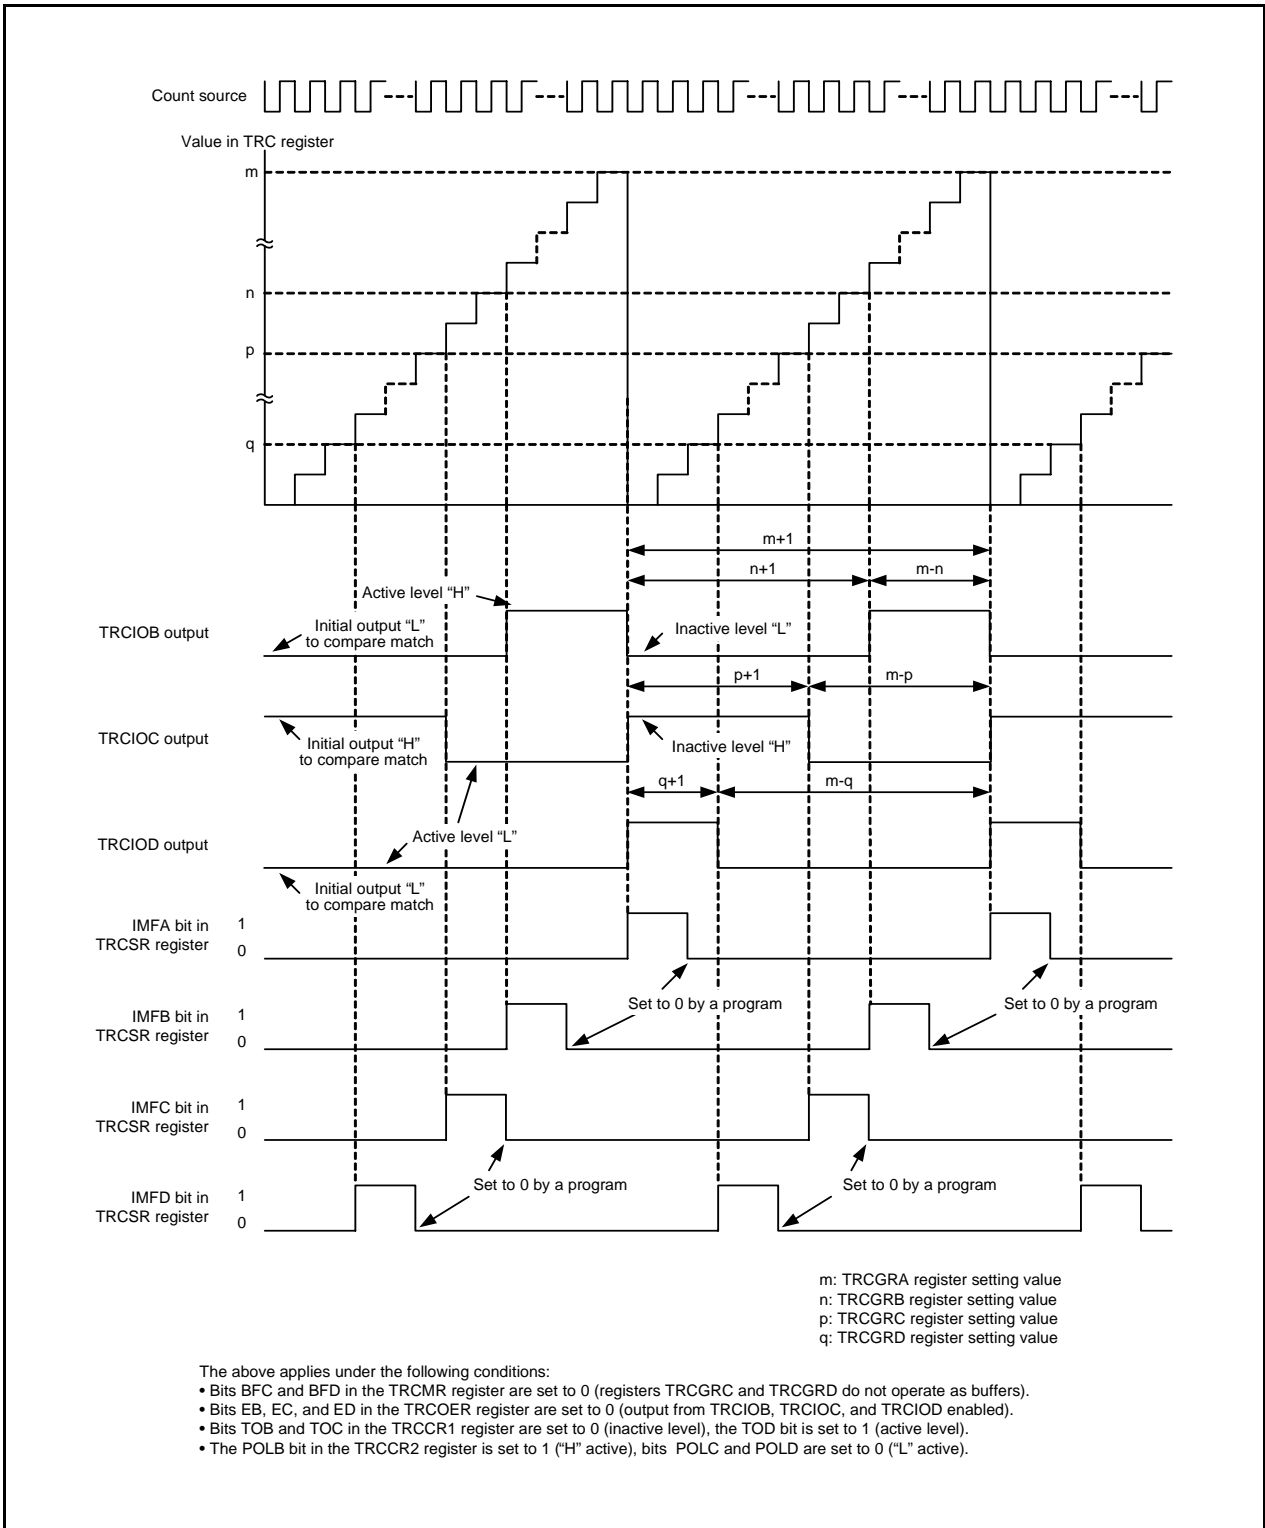 Count source
Value in TRC register
m
n
p
q
m+1
n+1
m-n
Active level “H”
TRCIOB output
Initial output “L”
to compare match
Inactive level “L”
p+1
m-p
TRCIOC output
Initial output “H”
to compare match
Inactive level “H”
q+1
m-q
Active level “L”
TRCIOD output
Initial output “L”
to compare match
IMFA bit in
TRCSR register
1
0
Set to 0 by a program
Set to 0 by a program
IMFB bit in
TRCSR register
1
0
IMFC bit in
TRCSR register
1
0
Set to 0 by a program
Set to 0 by a program
IMFD bit in
TRCSR register
1
0
m: TRCGRA register setting value
n: TRCGRB register setting value
p: TRCGRC register setting value
q: TRCGRD register setting value
The above applies under the following conditions:
• Bits BFC and BFD in the TRCMR register are set to 0 (registers TRCGRC and TRCGRD do not operate as buffers).
• Bits EB, EC, and ED in the TRCOER register are set to 0 (output from TRCIOB, TRCIOC, and TRCIOD enabled).
• Bits TOB and TOC in the TRCCR1 register are set to 0 (inactive level), the TOD bit is set to 1 (active level).
• The POLB bit in the TRCCR2 register is set to 1 (“H” active), bits POLC and POLD are set to 0 (“L” active).